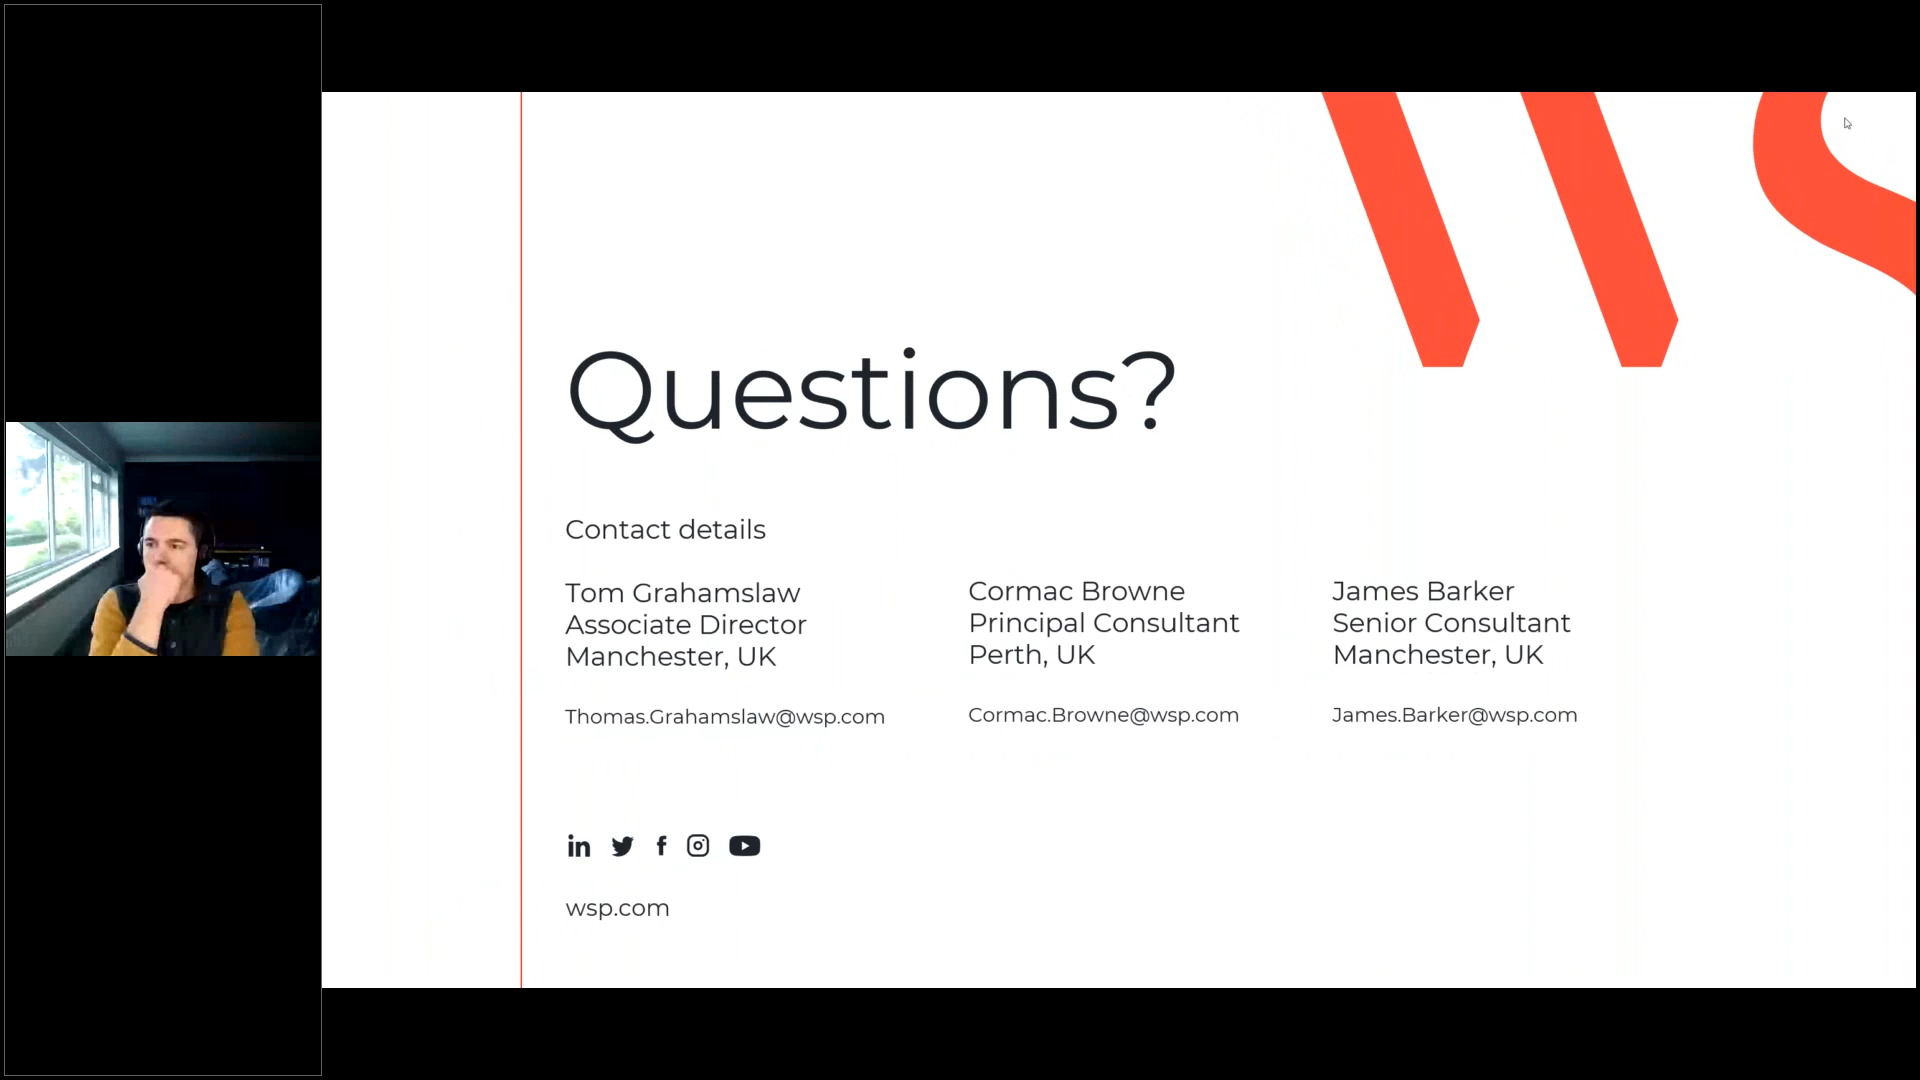 Questions?
Contact details
Tom Grahamslaw
Associate Director
Manchester, UK
Thomas.Grahamslaw@wsp.com
Cormac Browne
Principal Consultant
Perth, UK
Cormac.Browne@wsp.com
James Barker
Senior Consultant
Manchester, UK
James.Barker@wsp.com
in
wsp.com